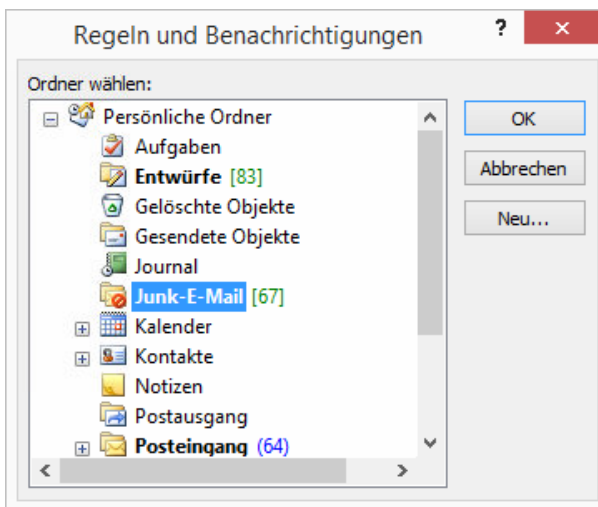 Regeln und Benachrichtigungen
?
Ordner wählen:
Persönliche Ordner
OK
Aufgaben
Entwürfe [83]
Abbrechen
Gelöschte Objekte
Neu...
Gesendete Objekte
Journal
Junk-E-Mail [67]
Kalender
Kontakte
Notizen
Postausgang
Posteingang (64)